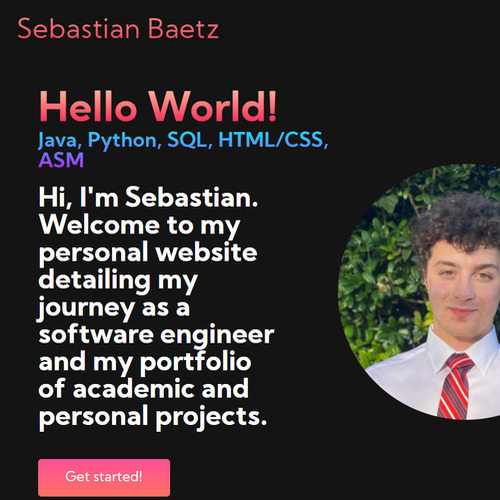 Sebastian Baetz
Hello World!
Java, Python, SQL, HTML/CSS,
ASM
Hi, I'm Sebastian.
Welcome to my
personal website
detailing my
journey as a
software engineer
and my portfolio
of academic and
personal projects.
Get started!